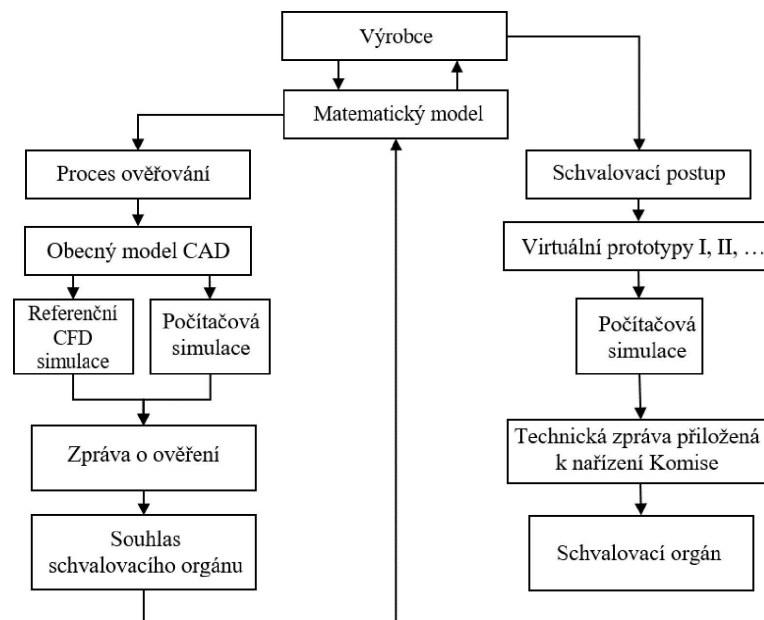 Výrobce
Matematický model
Proces ověřování
Obecný model CAD
Referenční
CFD
simulace
Počítačová
simulace
Zpráva o ověření
Souhlas
schvalovacího orgánu
Schvalovací postup
Virtuální prototypy I, II, …
Počítačová
simulace
Technická zpráva přiložená
k nařízení Komise
Schvalovací orgán